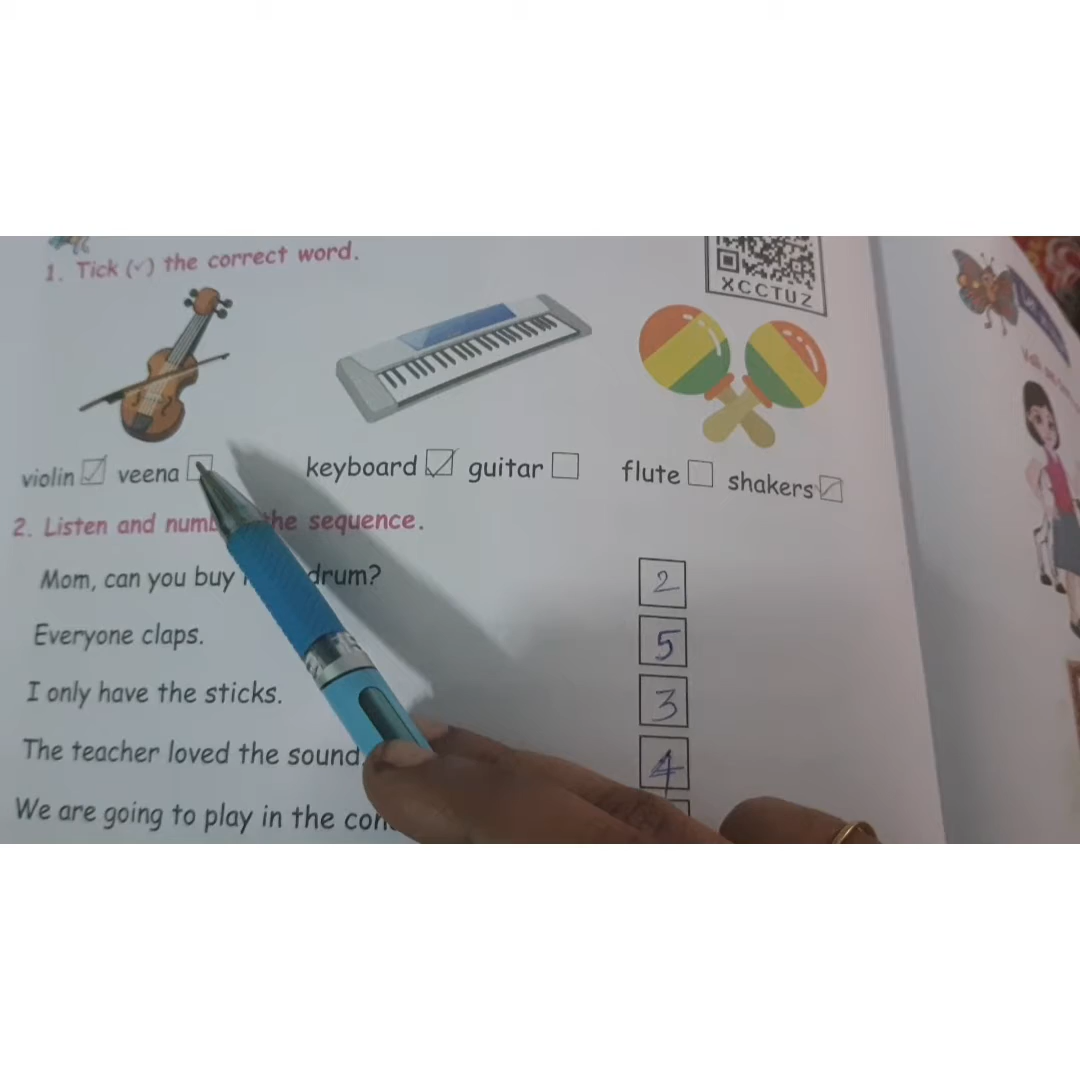 1. Tick (✓) the correct word.
XCCTUZ
violin ✓ veena keyboard ✓ guitar flute shakers ✓
2. Listen and the sequence.
Mom, can you buy drum? 2
Everyone claps. 5
I only have the sticks. 3
The teacher loved the sound. 4
We are going to play in the